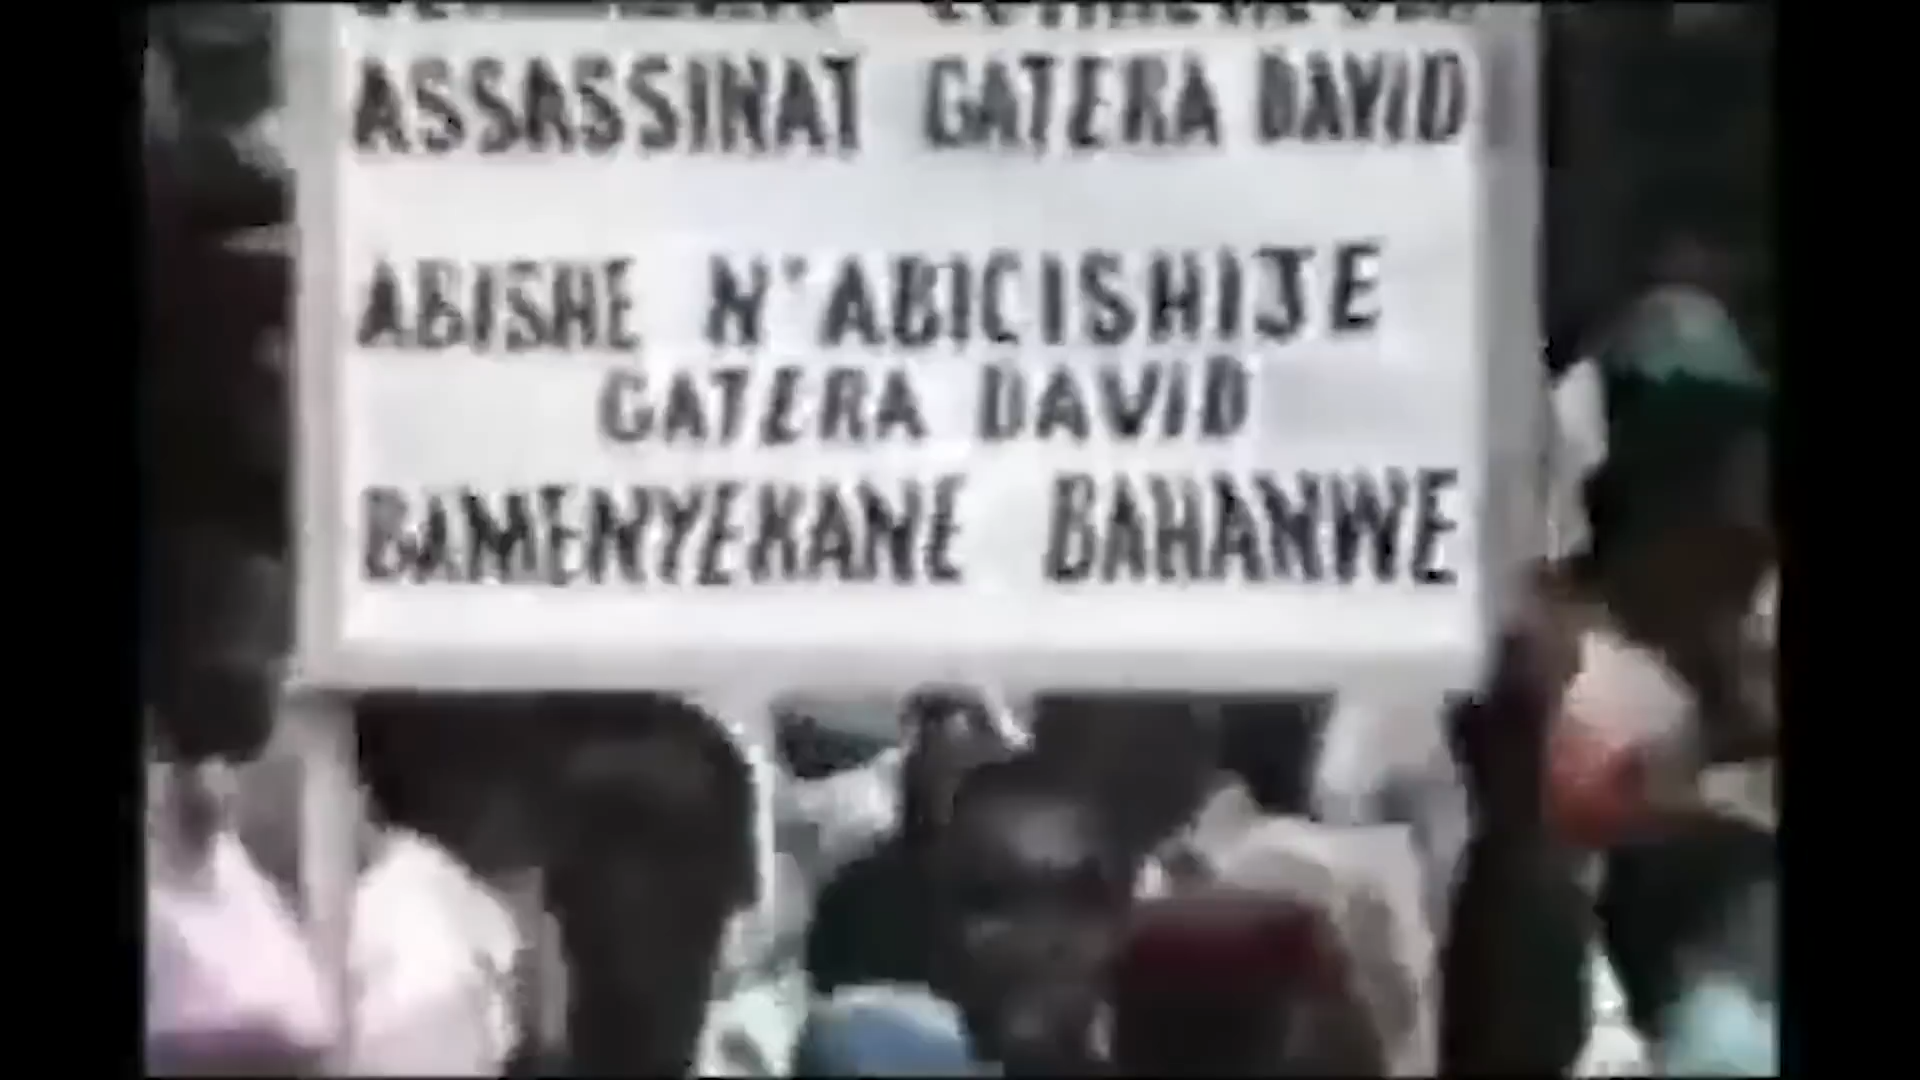 ASSASSINAT GATERA DAVID
ABISHE N'ABICISHIJE
GATERA DAVID
BAMENYEKANE BAHANWE